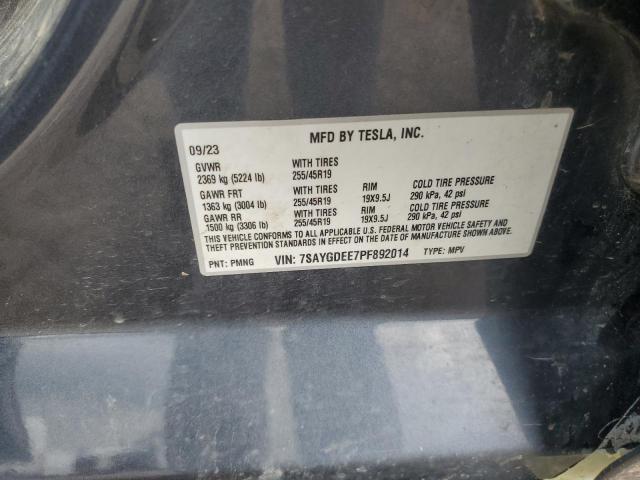 MFD BY TESLA, INC.
09/23
GVWR WITH TIRES
2369 kg (5224 lb) 255/45R19
GAWR FRT WITH TIRES RIM COLD TIRE PRESSURE
1363 kg (3004 lb) 255/45R19 19X9.5J 290 kPa, 42 psi
GAWR RR WITH TIRES RIM COLD TIRE PRESSURE
1500 kg (3306 lb) 255/45R19 19X9.5J 290 kPa, 42 psi
THIS VEHICLE CONFORMS TO ALL APPLICABLE U.S. FEDERAL MOTOR VEHICLE SAFETY AND
THEFT PREVENTION STANDARDS IN EFFECT ON THE DATE OF MANUFACTURE SHOWN ABOVE.
PNT: PMNG VIN: 7SAYGDEE7PF892014 TYPE: MPV